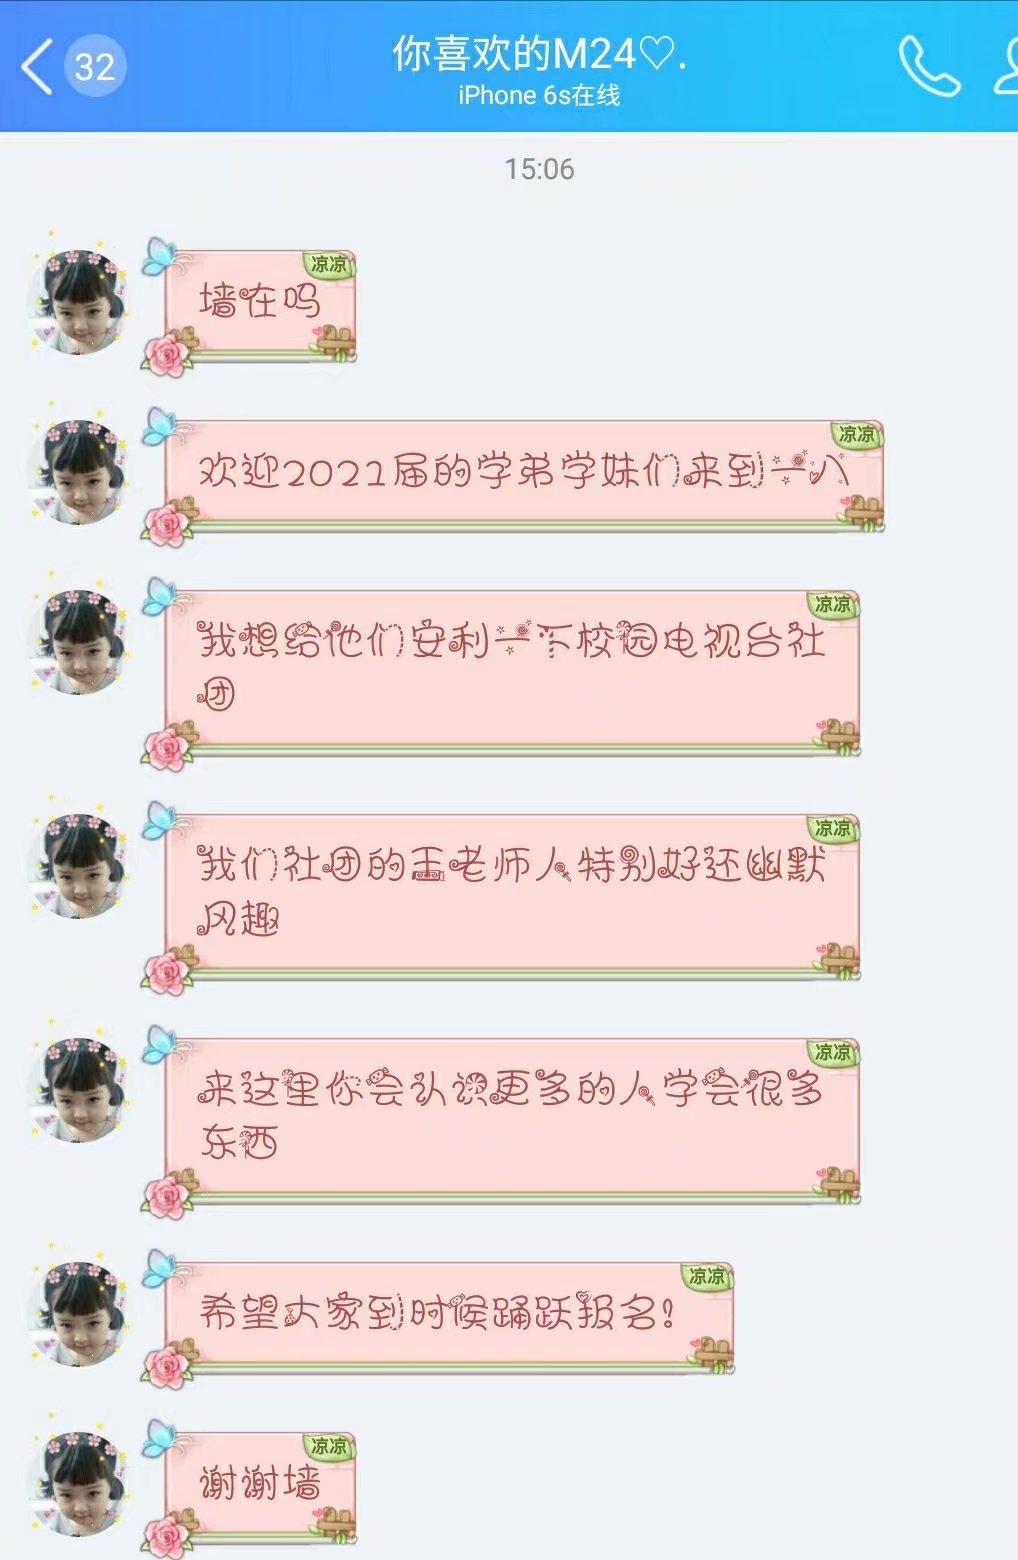 32
你喜欢的M24♡.
iPhone 6s在线
15:06
凉凉
墙在吗
凉凉
欢迎2021届的学弟学妹们来到一八
凉凉
我想给他们安利一下校园电视台社
团
凉凉
我们社团的王老师人特别好还幽默
风趣
凉凉
来这里你会认识更多的人学会很多
东西
凉凉
希望大家到时候踊跃报名！
凉凉
谢谢墙